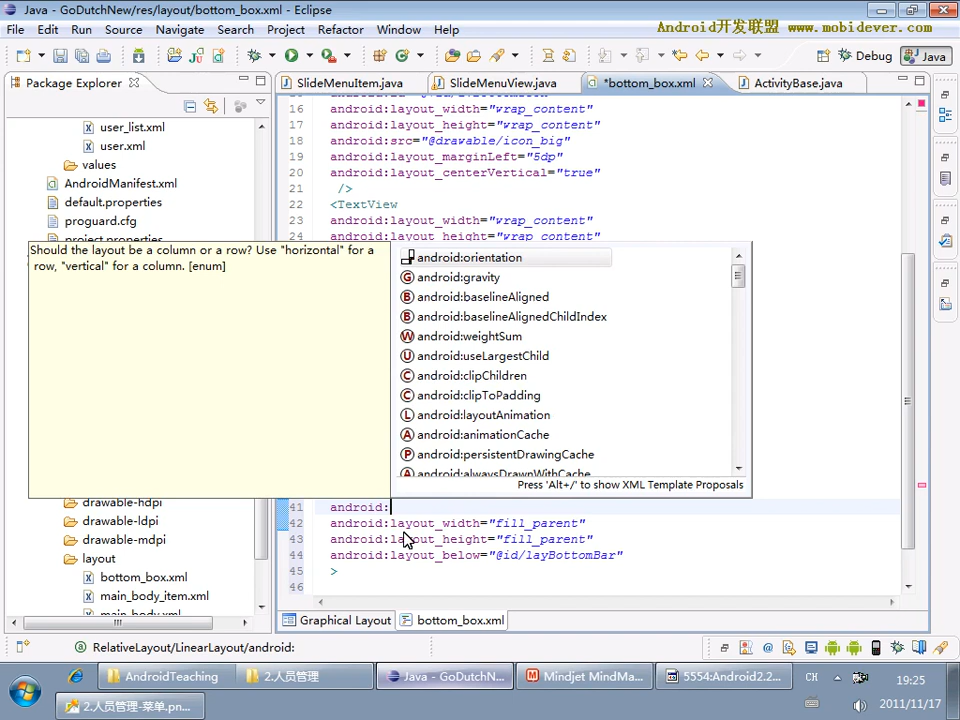 Java - GoDutchNew/res/layout/bottom_box.xml - Eclipse
File Edit Run Source Navigate Search Project Refactor Window Help
Android开发联盟 www.mobidever.com
Debug Java
Package Explorer
SlideMenuItem.java SlideMenuView.java *bottom_box.xml ActivityBase.java
user_list.xml
user.xml
values
AndroidManifest.xml
default.properties
proguard.cfg
project.properties
16 android:layout_width="wrap_content"
17 android:layout_height="wrap_content"
18 android:src="@drawable/icon_big"
19 android:layout_marginLeft="5dp"
20 android:layout_centerVertical="true"
21 />
22 <TextView
23 android:layout_width="wrap_content"
24 android:layout_height="wrap_content"
Should the layout be a column or a row? Use "horizontal" for a
row, "vertical" for a column. [enum]
android:orientation
android:gravity
android:baselineAligned
android:baselineAlignedChildIndex
android:weightSum
android:useLargestChild
android:clipChildren
android:clipToPadding
android:layoutAnimation
android:animationCache
android:persistentDrawingCache
android:alwaysDrawnWithCache
Press 'Alt+/' to show XML Template Proposals
drawable-hdpi
drawable-ldpi
drawable-mdpi
layout
bottom_box.xml
main_body_item.xml
41 android:
42 android:layout_width="fill_parent"
43 android:layout_height="fill_parent"
44 android:layout_below="@id/layBottomBar"
45 >
46
Graphical Layout bottom_box.xml
RelativeLayout/LinearLayout/android:
AndroidTeaching 2.人员管理 Java - GoDutchN... Mindjet MindMa... 5554:Android2.2...
CH 19:25
2.人员管理-菜单.pn... 2011/11/17